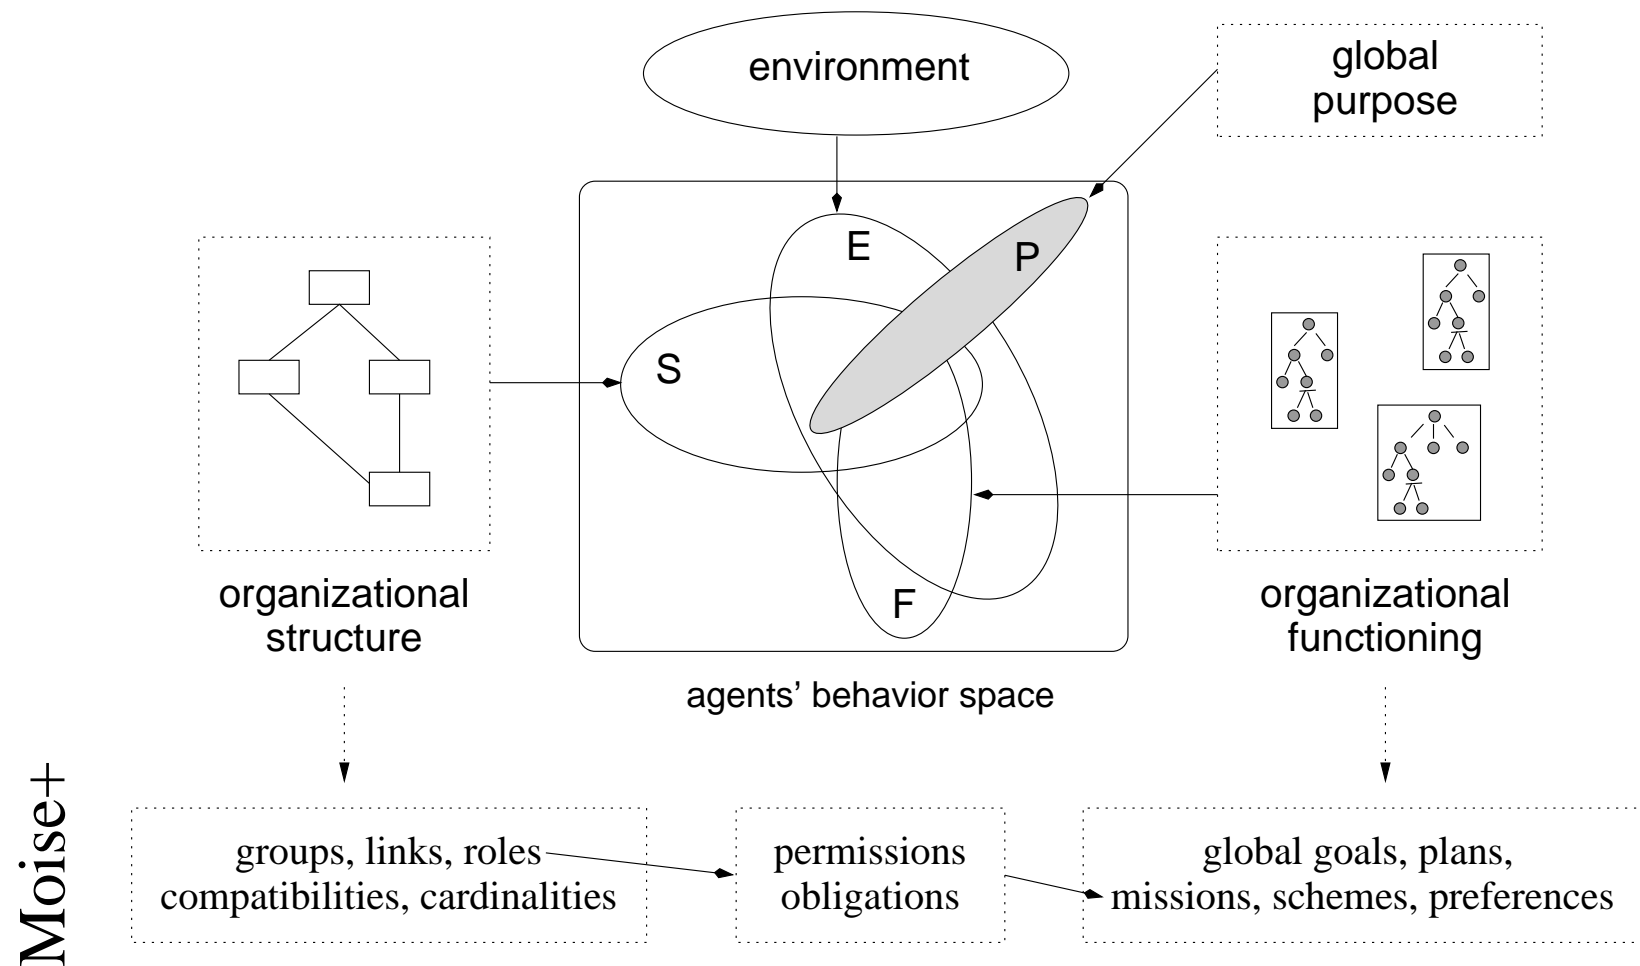 environment
global
purpose
E
P
S
F
organizational
structure
organizational
functioning
agents’ behavior space
Moise+
groups, links, roles
compatibilities, cardinalities
permissions
obligations
global goals, plans,
missions, schemes, preferences